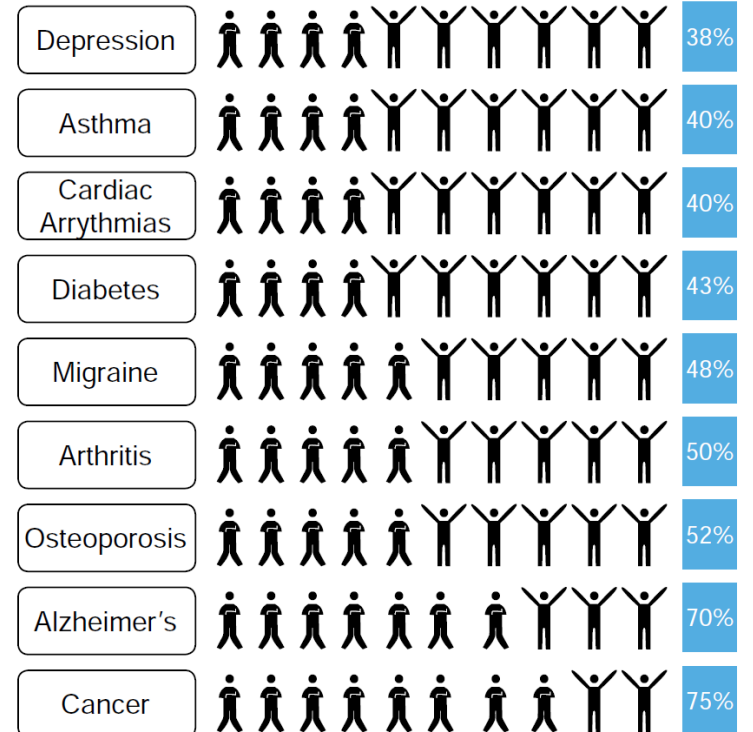 Depression 38%
Asthma 40%
Cardiac
Arrythmias 40%
Diabetes 43%
Migraine 48%
Arthritis 50%
Osteoporosis 52%
Alzheimer’s 70%
Cancer 75%